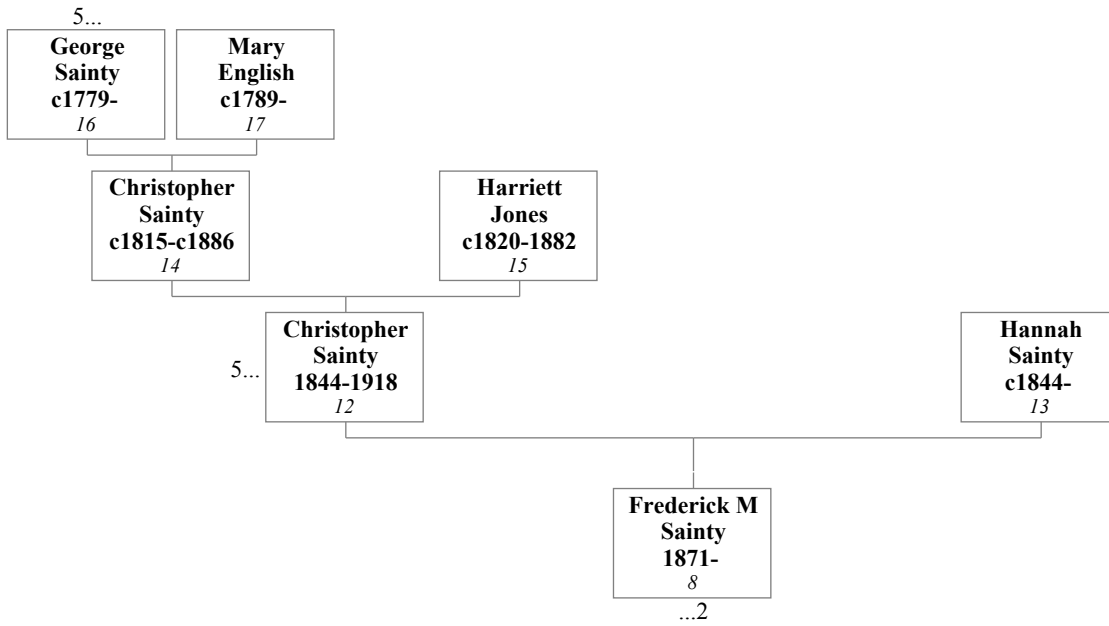 5...
George
Sainty
c1779-
16
Mary
English
c1789-
17
Christopher
Sainty
c1815-c1886
14
Harriett
Jones
c1820-1882
15
5...
Christopher
Sainty
1844-1918
12
Hannah
Sainty
c1844-
13
Frederick M
Sainty
1871-
8
...2